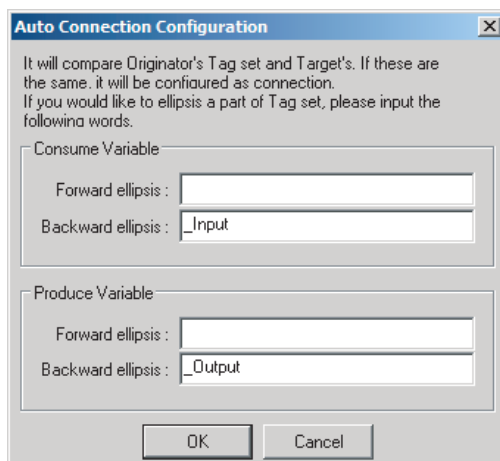 Auto Connection Configuration
It will compare Originator's Tag set and Target's. If these are
the same. it will be configured as connection.
If you would like to ellipsis a part of Tag set, please input the
following words.
Consume Variable
Forward ellipsis :
Backward ellipsis : _Input
Produce Variable
Forward ellipsis :
Backward ellipsis : _Output
OK Cancel